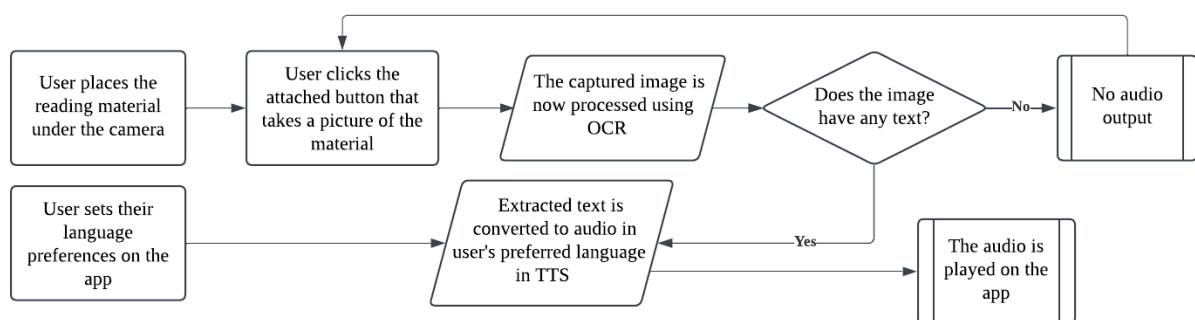 User places the
reading material
under the camera
User clicks the
attached button that
takes a picture of the
material
The captured image is
now processed using
OCR
Does the image
have any text?
No
No audio
output
User sets their
language
preferences on the
app
Extracted text is
converted to audio in
user's preferred language
in TTS
Yes
The audio is
played on the
app